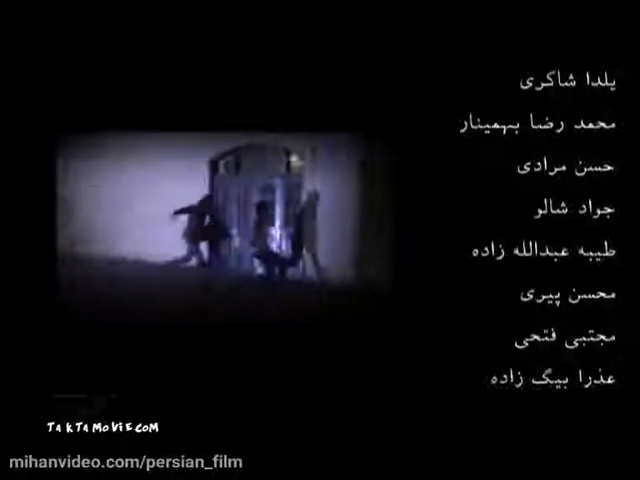 یلدا شاکری
محمد رضا بهمینار
حسن مرادی
جواد شالو
طیبه عبدالله زاده
محسن پیری
مجتبی فتحی
عذرا بیگ زاده
TAKTAMOVIE.COM
mihanvideo.com/persian_film